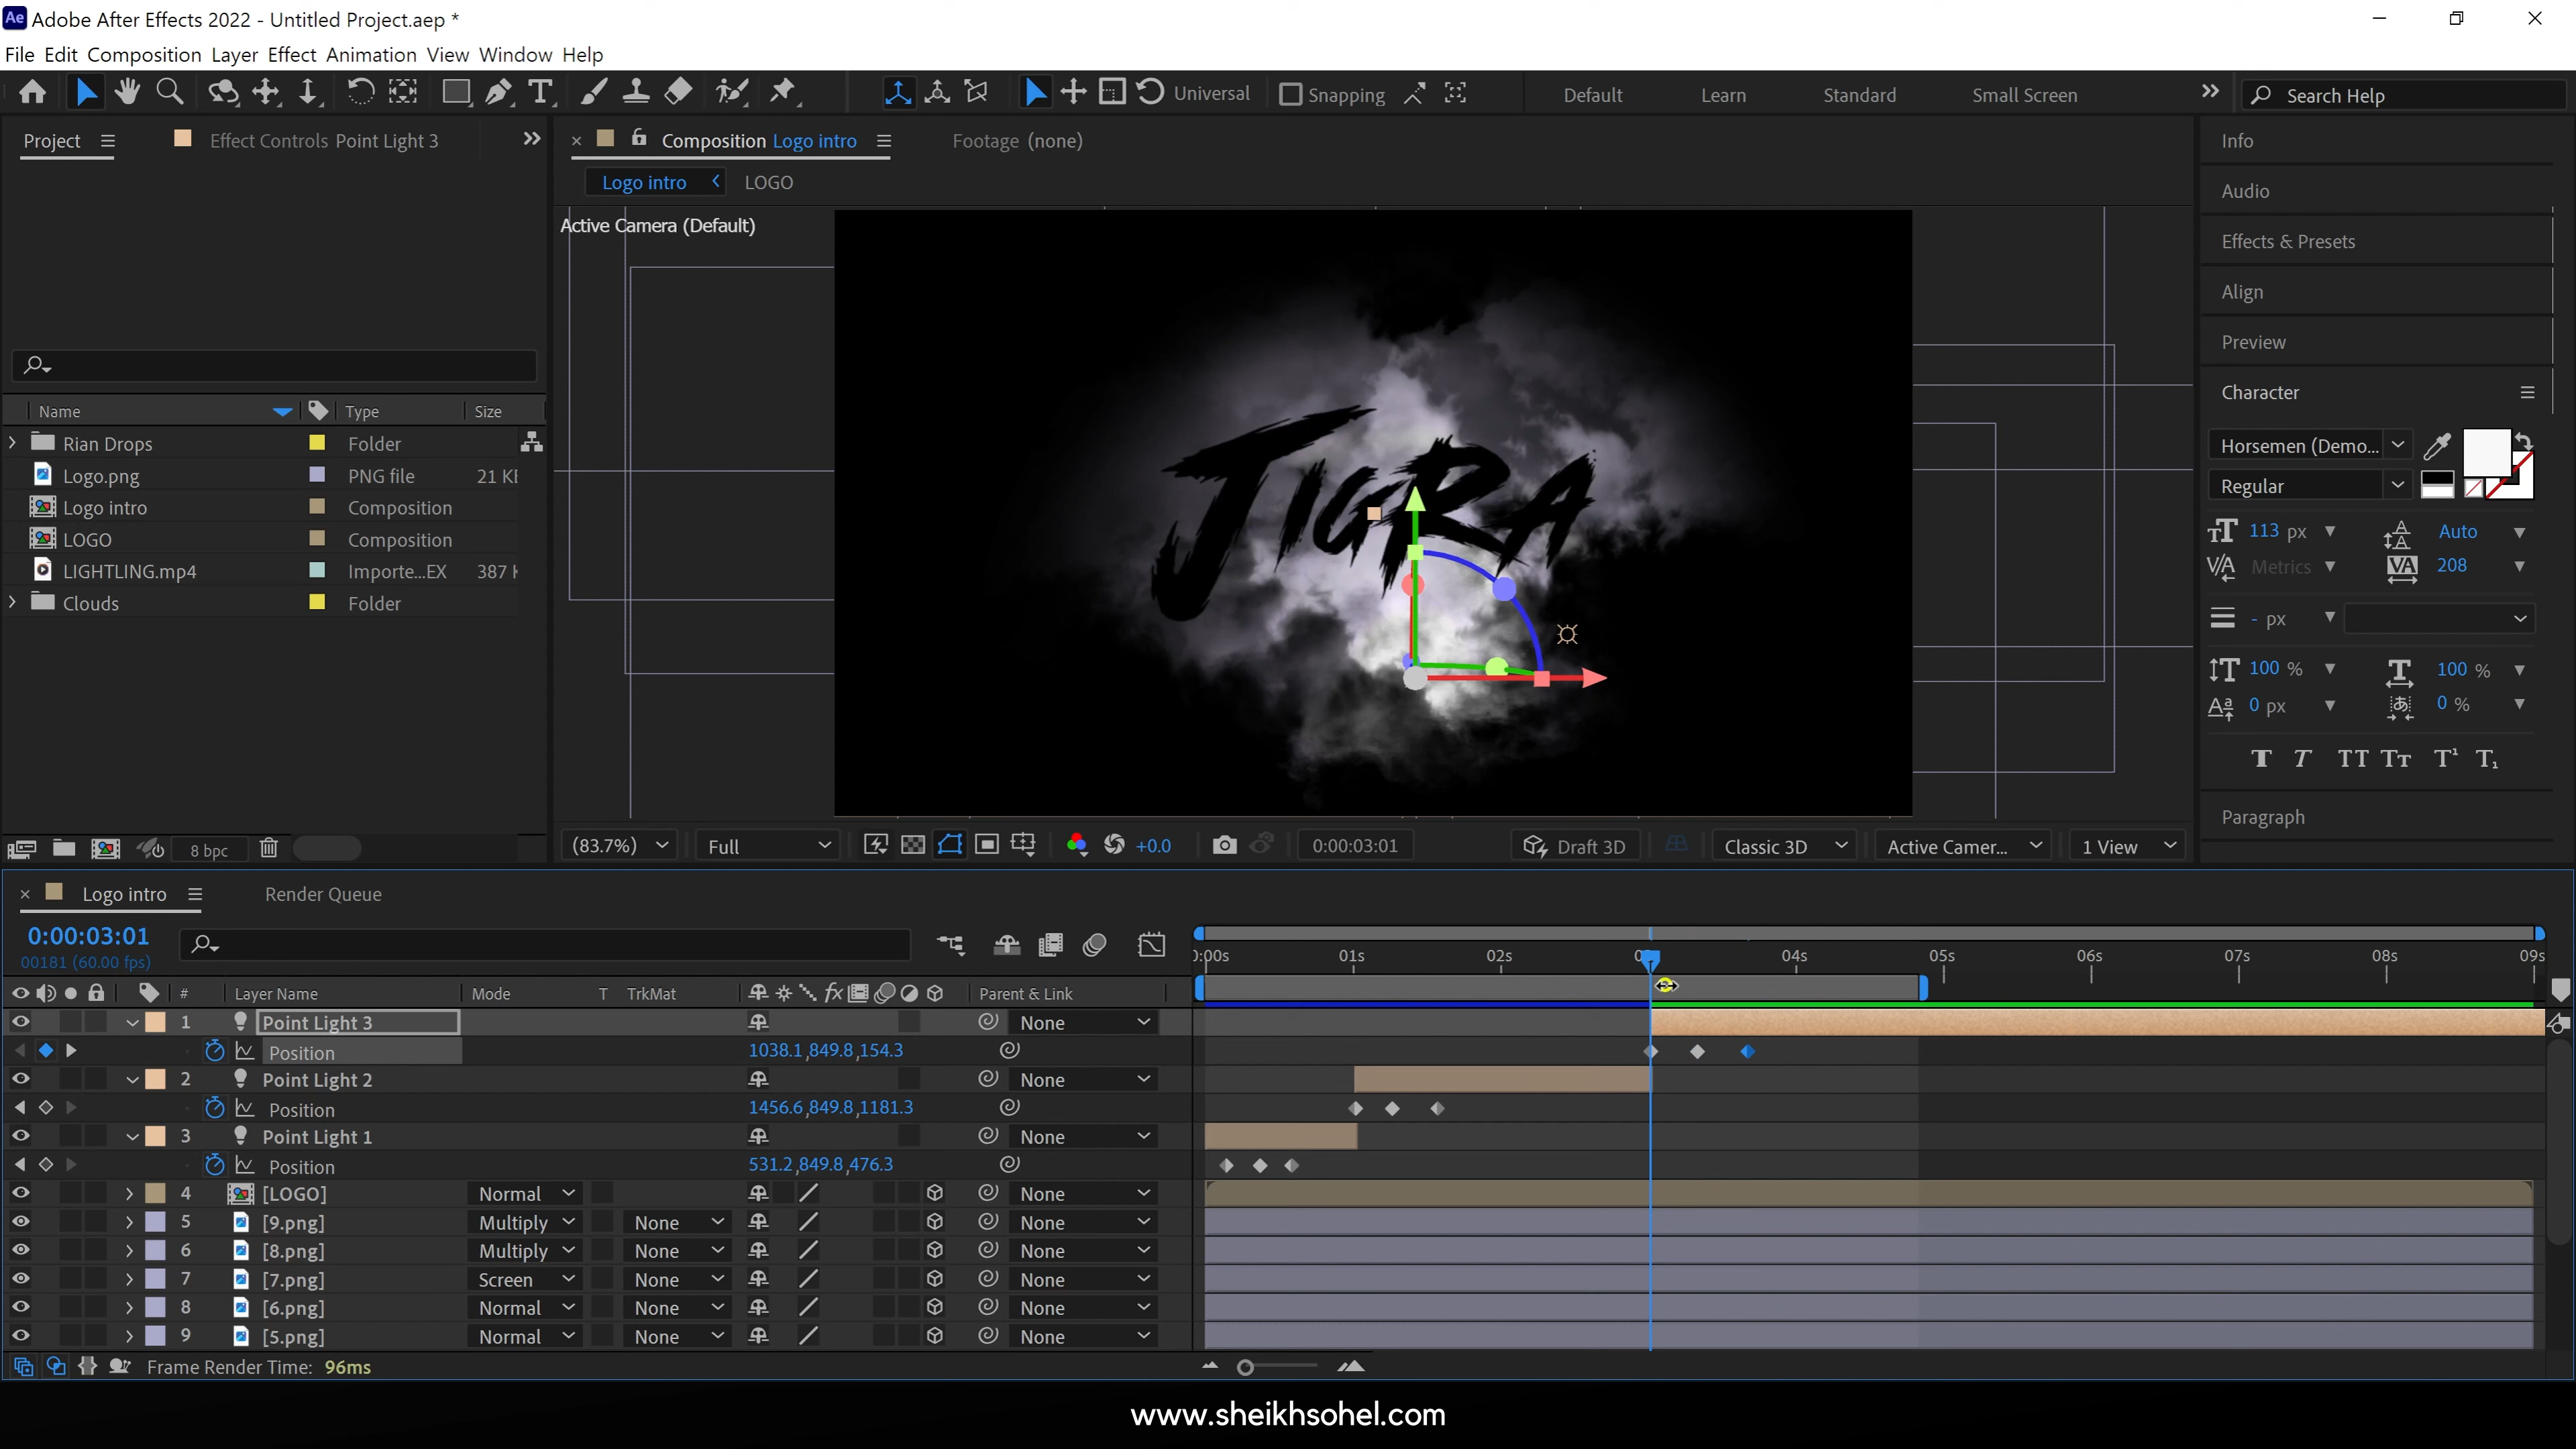 Ae Adobe After Effects 2022 - Untitled Project.aep *
File Edit Composition Layer Effect Animation View Window Help
Universal Snapping Default Learn Standard Small Screen Search Help
Project Effect Controls Point Light 3 Composition Logo intro Footage (none) Info
Logo intro LOGO Audio
Active Camera (Default)
Effects & Presets
Align
Preview
Character
Name Type Size
Rian Drops Folder
Logo.png PNG file 21 KE
Logo intro Composition
LOGO Composition
LIGHTLING.mp4 Importe...EX 387 K
Clouds Folder
TIGRA
Horsemen (Demo...
Regular
113 px Auto
Metrics 208
- px
100 % 100 %
0 px 0 %
Paragraph
8 bpc (83.7%) Full +0.0 0:00:03:01 Draft 3D Classic 3D Active Camer... 1 View
Logo intro Render Queue
0:00:03:01
00181 (60.00 fps)
):00s 01s 02s 04s 05s 06s 07s 08s 09s
# Layer Name Mode T TrkMat fx Parent & Link
1 Point Light 3 None
Position 1038.1,849.8,154.3
2 Point Light 2 None
Position 1456.6,849.8,1181.3
3 Point Light 1 None
Position 531.2,849.8,476.3
4 [LOGO] Normal None
5 [9.png] Multiply None None
6 [8.png] Multiply None None
7 [7.png] Screen None None
8 [6.png] Normal None None
9 [5.png] Normal None None
Frame Render Time: 96ms
www.sheikhsohel.com